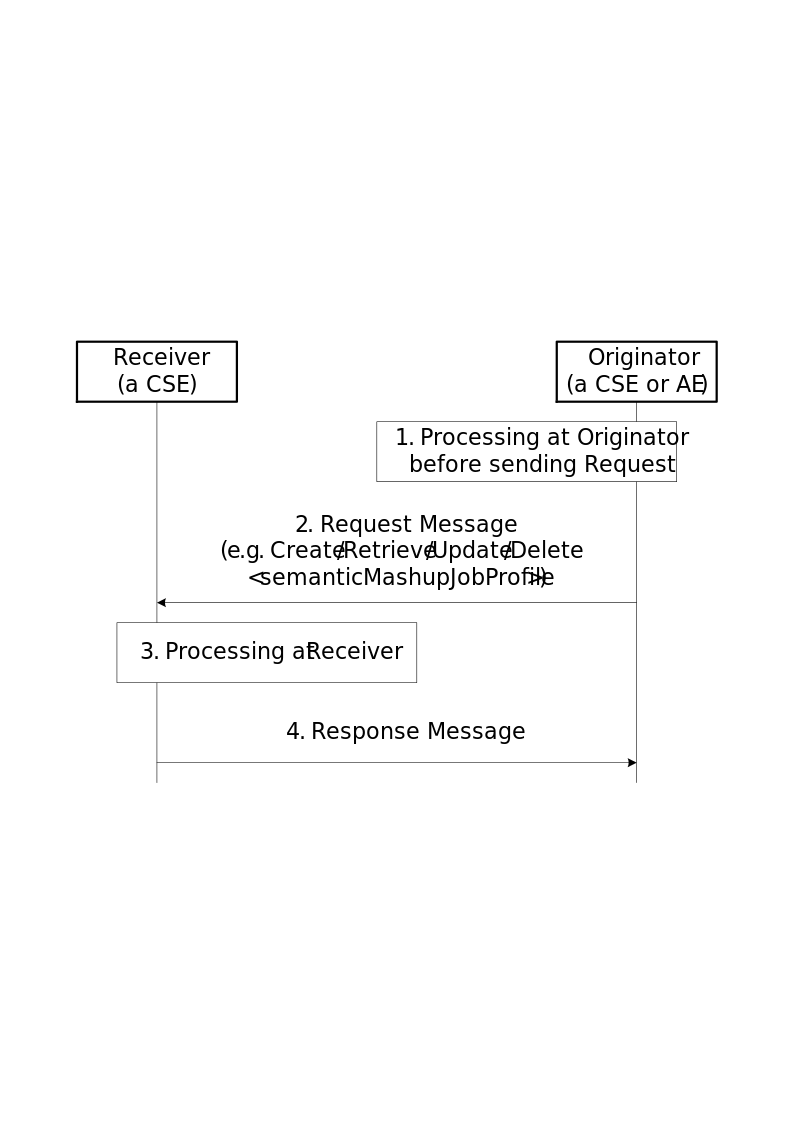 Receiver
(a CSE)
Originator
(a CSE or AE)
1. Processing at Originator
before sending Request
2. Request Message
(e.g. Create/Retrieve/Update/Delete
<semanticMashupJobProfile>)
3. Processing at Receiver
4. Response Message